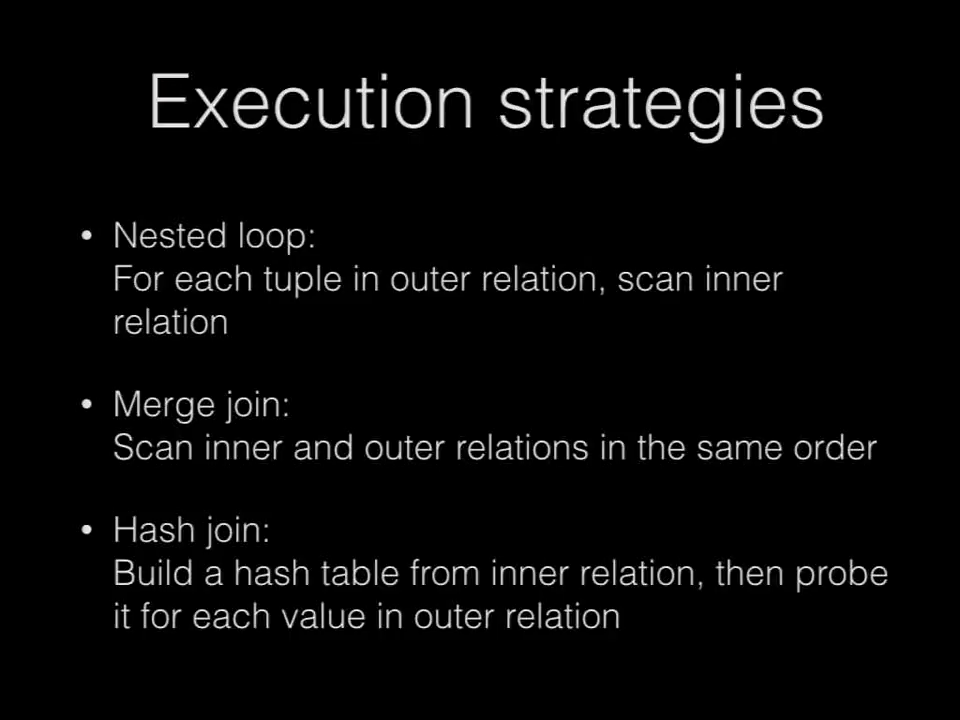 Execution strategies
• Nested loop:
For each tuple in outer relation, scan inner
relation
• Merge join:
Scan inner and outer relations in the same order
• Hash join:
Build a hash table from inner relation, then probe
it for each value in outer relation